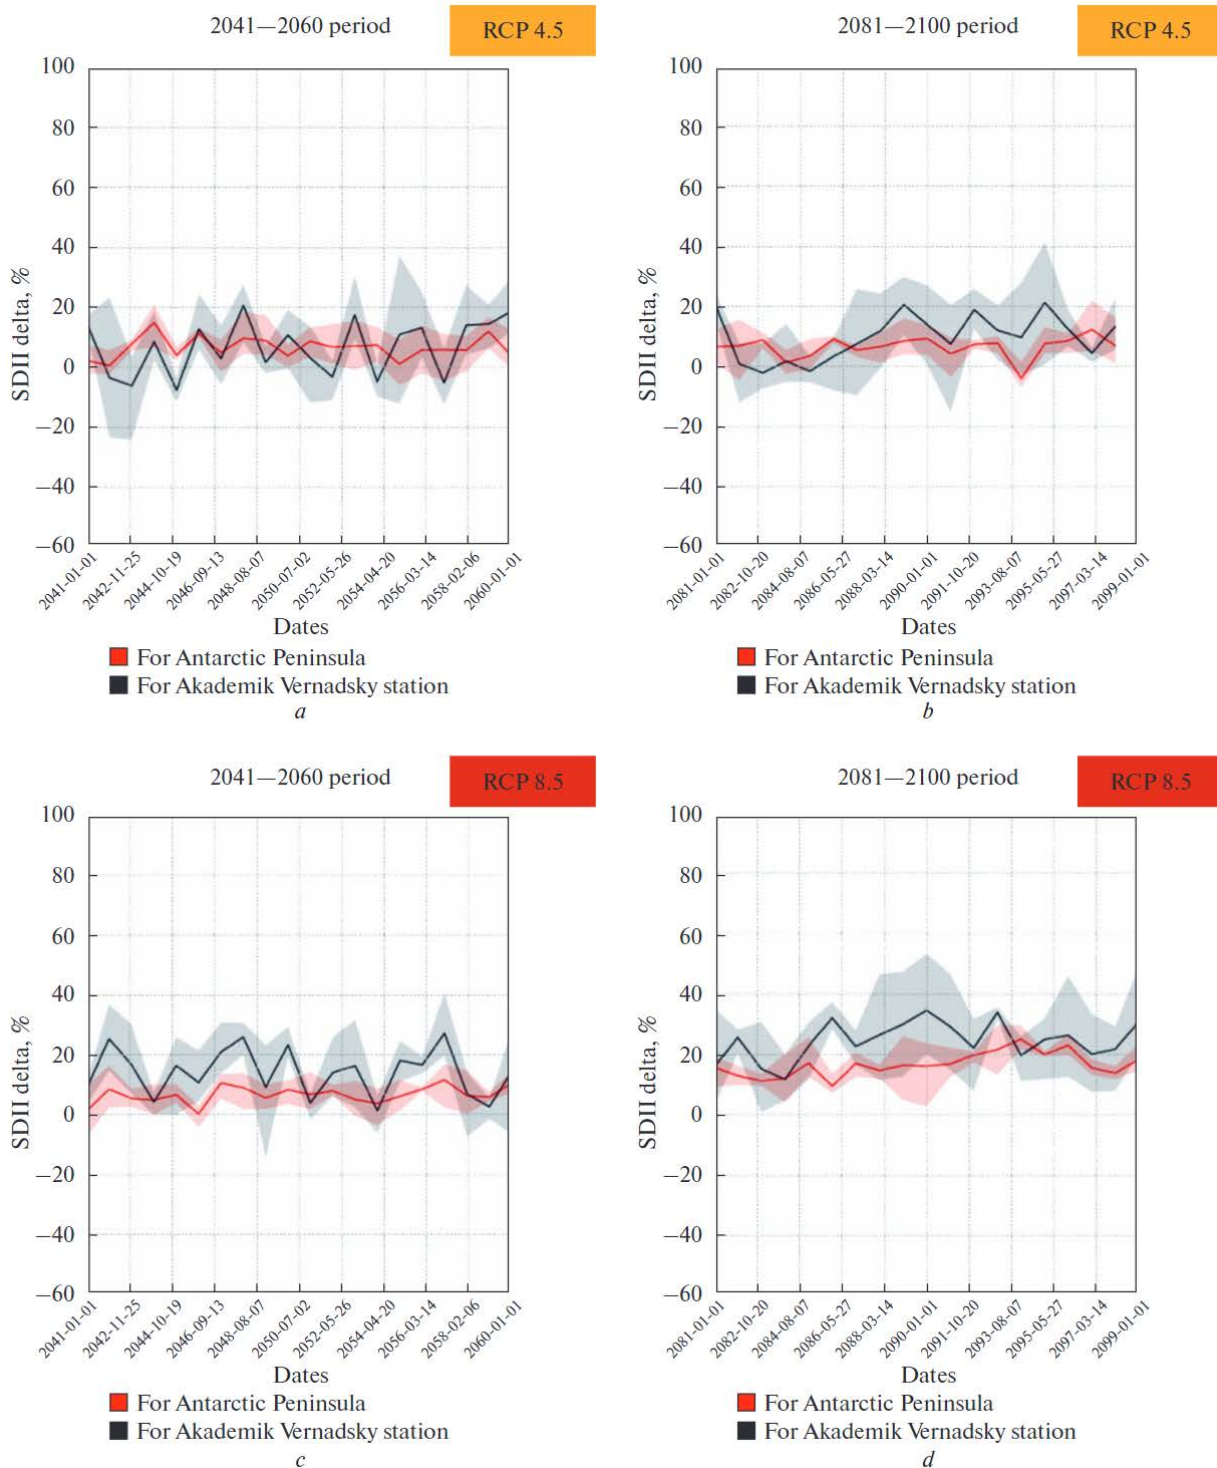 2041—2060 period
RCP 4.5
100
80
60
40
20
0
—20
—40
—60
SDII delta, %
2041-01-01
2042-11-25
2044-10-19
2046-09-13
2048-08-07
2050-07-02
2052-05-26
2054-04-20
2056-03-14
2058-02-06
2060-01-01
Dates
For Antarctic Peninsula
For Akademik Vernadsky station
a
2081—2100 period
RCP 4.5
100
80
60
40
20
0
—20
—40
—60
SDII delta, %
2081-01-01
2082-10-20
2084-08-07
2086-05-27
2088-03-14
2090-01-01
2091-10-20
2093-08-07
2095-05-27
2097-03-14
2099-01-01
Dates
For Antarctic Peninsula
For Akademik Vernadsky station
b
2041—2060 period
RCP 8.5
100
80
60
40
20
0
—20
—40
—60
SDII delta, %
2041-01-01
2042-11-25
2044-10-19
2046-09-13
2048-08-07
2050-07-02
2052-05-26
2054-04-20
2056-03-14
2058-02-06
2060-01-01
Dates
For Antarctic Peninsula
For Akademik Vernadsky station
c
2081—2100 period
RCP 8.5
100
80
60
40
20
0
—20
—40
—60
SDII delta, %
2081-01-01
2082-10-20
2084-08-07
2086-05-27
2088-03-14
2090-01-01
2091-10-20
2093-08-07
2095-05-27
2097-03-14
2099-01-01
Dates
For Antarctic Peninsula
For Akademik Vernadsky station
d